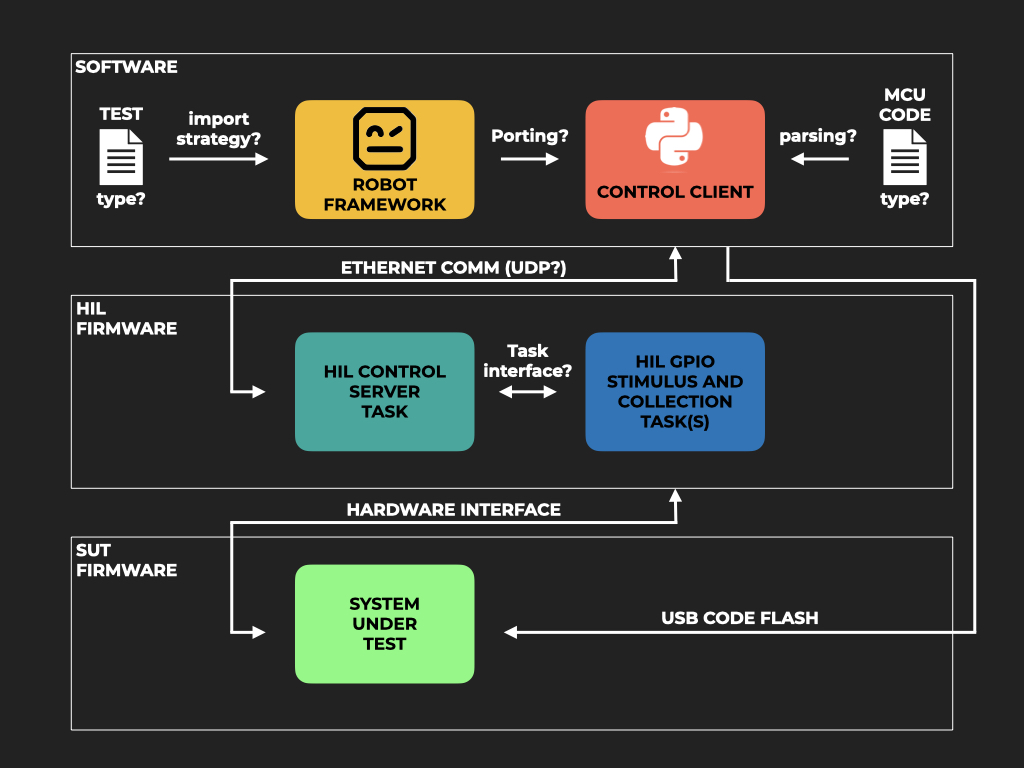 SOFTWARE
TEST
type?
import
strategy?
ROBOT
FRAMEWORK
Porting?
CONTROL CLIENT
parsing?
MCU
CODE
type?
ETHERNET COMM (UDP?)
HIL
FIRMWARE
HIL CONTROL
SERVER
TASK
Task
interface?
HIL GPIO
STIMULUS AND
COLLECTION
TASK(S)
HARDWARE INTERFACE
SUT
FIRMWARE
SYSTEM
UNDER
TEST
USB CODE FLASH